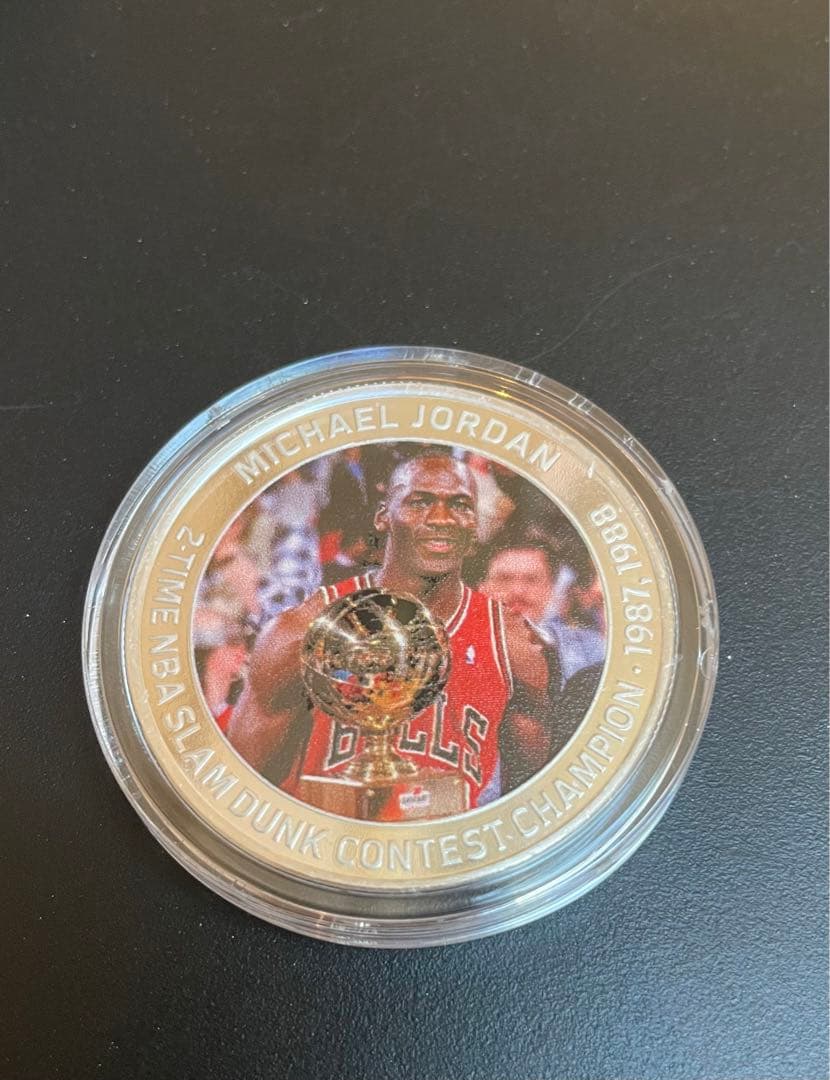 MICHAEL JORDAN
2-TIME NBA SLAM DUNK CONTEST CHAMPION · 1987, 1988
BULLS